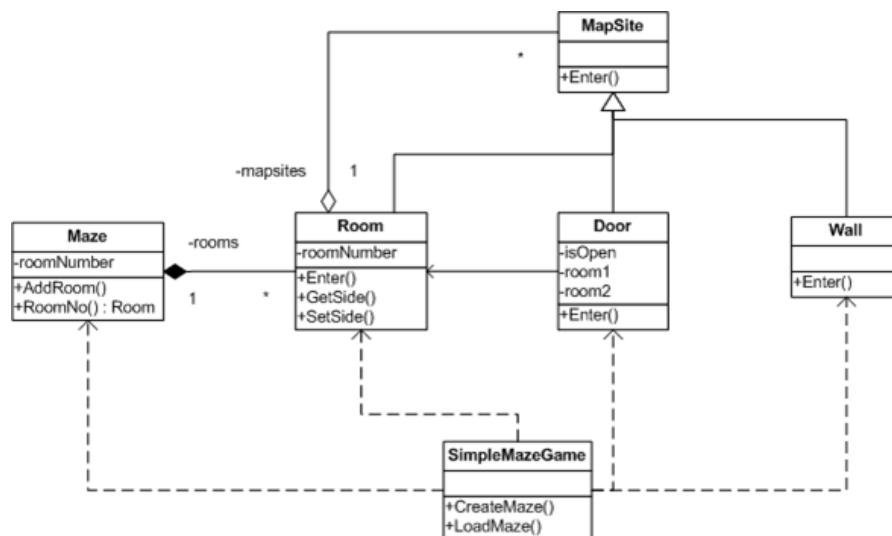 MapSite
+Enter()
*
-mapsites
1
Maze
-roomNumber
+AddRoom()
+RoomNo() : Room
-rooms
1
*
Room
-roomNumber
+Enter()
+GetSide()
+SetSide()
Door
-isOpen
-room1
-room2
+Enter()
Wall
+Enter()
SimpleMazeGame
+CreateMaze()
+LoadMaze()